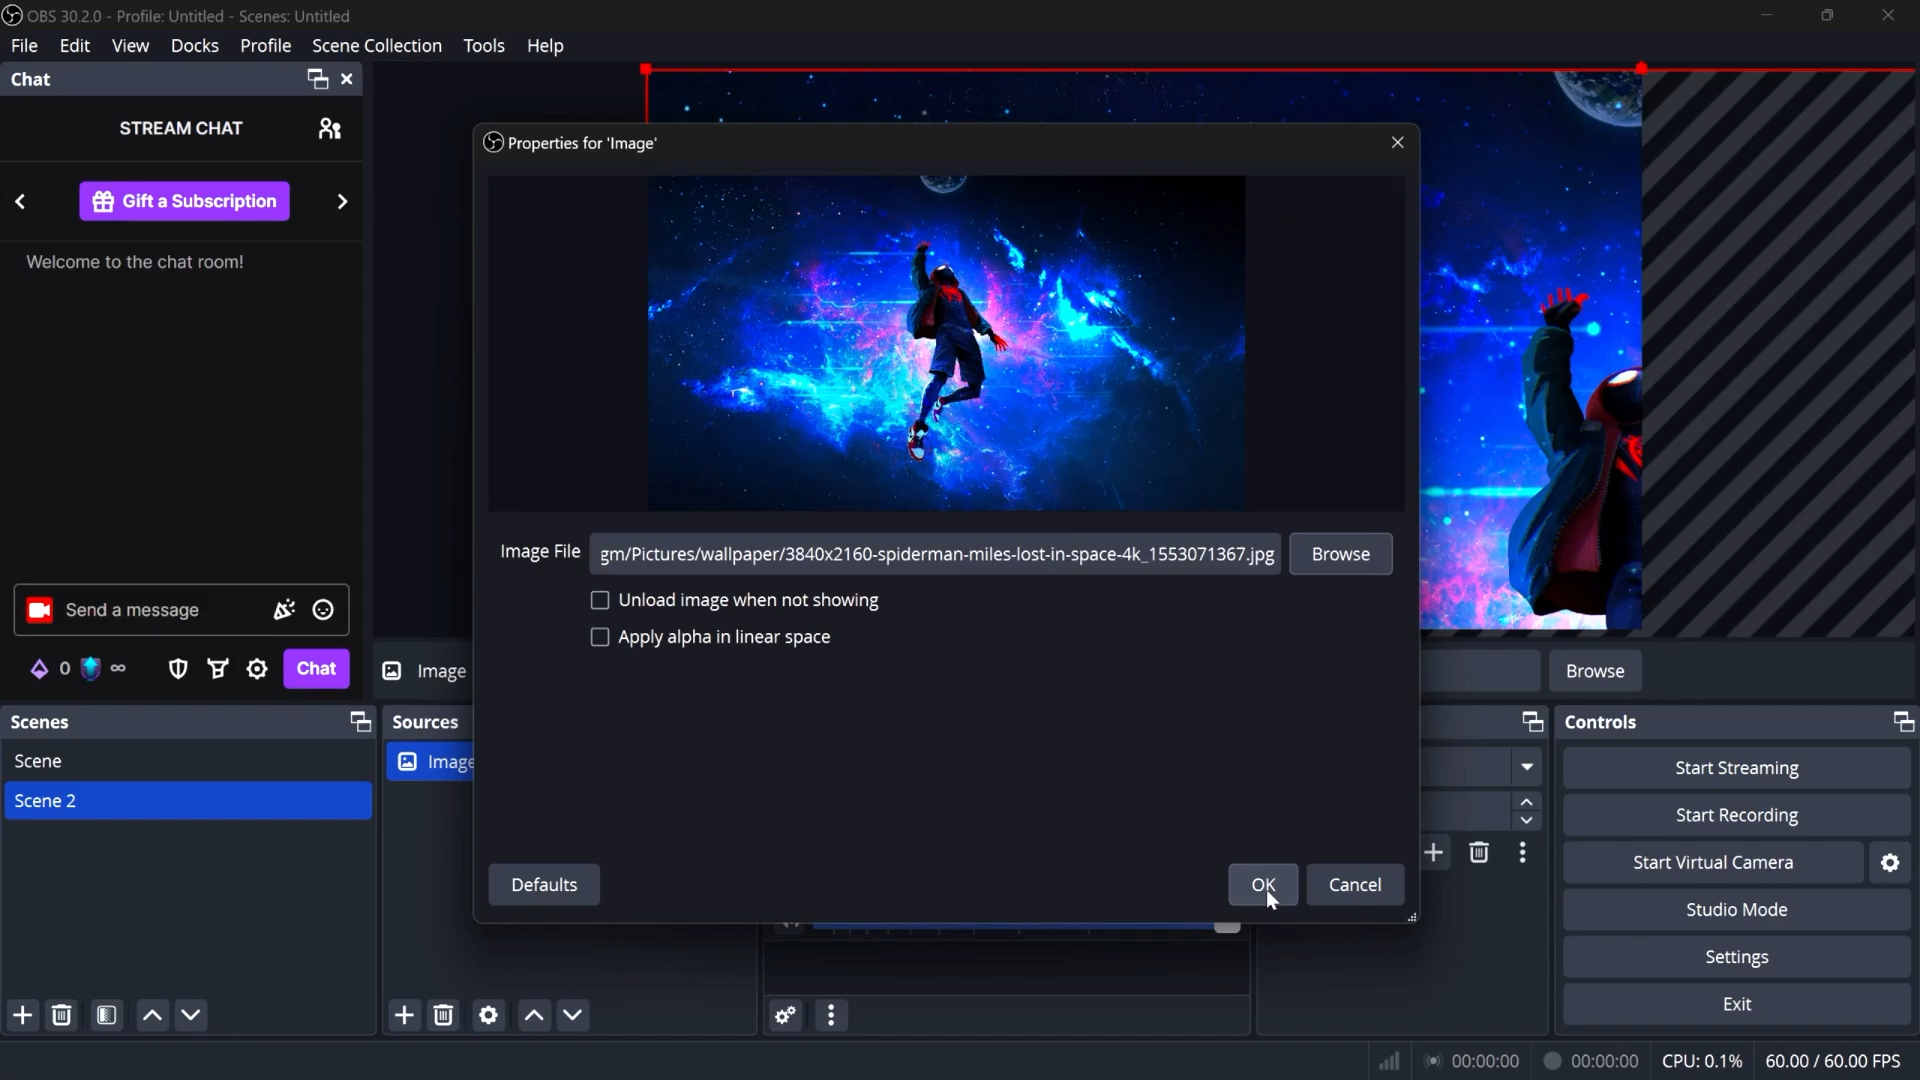 OBS 30.2.0 - Profile: Untitled - Scenes: Untitled
File Edit View Docks Profile Scene Collection Tools Help
Chat
STREAM CHAT
Gift a Subscription
Welcome to the chat room!
Send a message
0 ∞ Chat
Properties for 'Image'
Image File gm/Pictures/wallpaper/3840x2160-spiderman-miles-lost-in-space-4k_1553071367.jpg Browse
Unload image when not showing
Apply alpha in linear space
Defaults OK Cancel
Image Browse
Scenes
Scene
Scene 2
Sources
Image
Controls
Start Streaming
Start Recording
Start Virtual Camera
Studio Mode
Settings
Exit
00:00:00 00:00:00 CPU: 0.1% 60.00 / 60.00 FPS